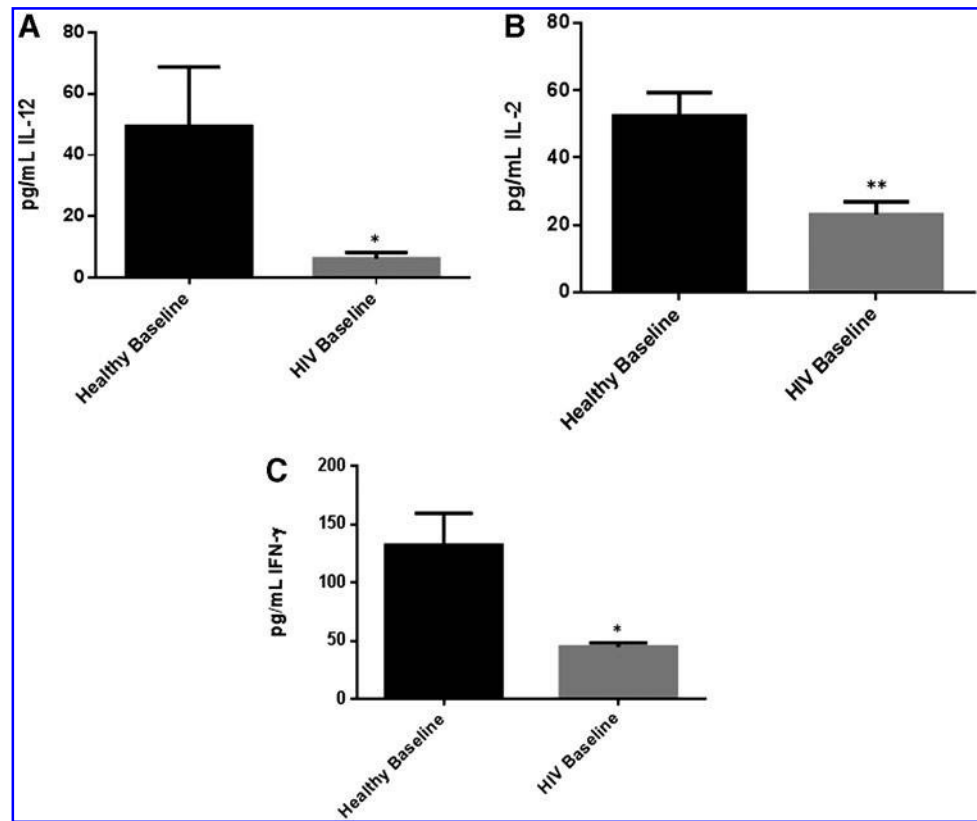 A
80
60
40
20
0
pg/mL IL-12
*
Healthy Baseline
HIV Baseline
B
80
60
40
20
0
pg/mL IL-2
**
Healthy Baseline
HIV Baseline
C
200
150
100
50
0
pg/mL IFN-γ
*
Healthy Baseline
HIV Baseline